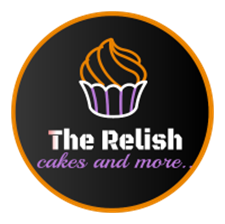 The Relish
cakes and more..